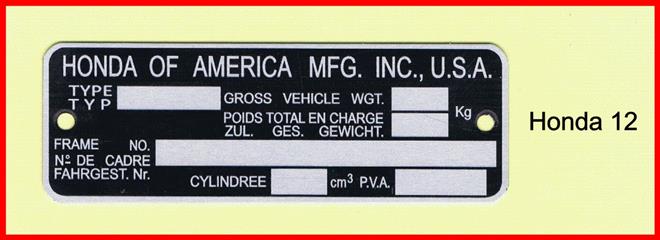 HONDA OF AMERICA MFG. INC., U.S.A.
TYPE
TYP
GROSS VEHICLE WGT.
POIDS TOTAL EN CHARGE
ZUL. GES. GEWICHT.
Kg
FRAME NO.
Nº DE CADRE
FAHRGEST. Nr.
CYLINDREE cm³ P.V.A.
Honda 12